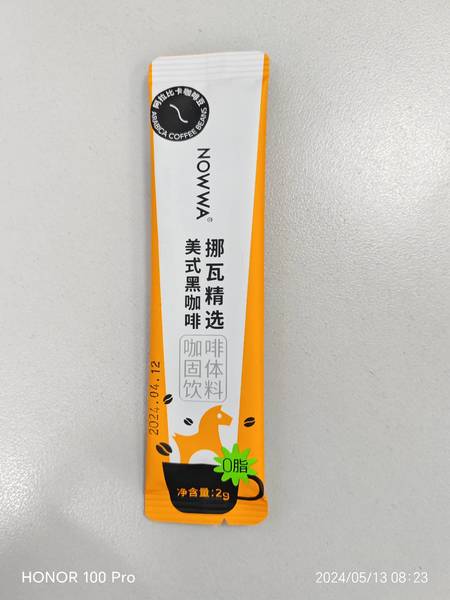 阿拉比卡咖啡豆
ARABICA COFFEE BEANS
NOWWA®
挪瓦精选
美式黑咖啡
咖啡
固体
饮料
2024.04.12
0脂
净含量:2g
HONOR 100 Pro
2024/05/13 08:23